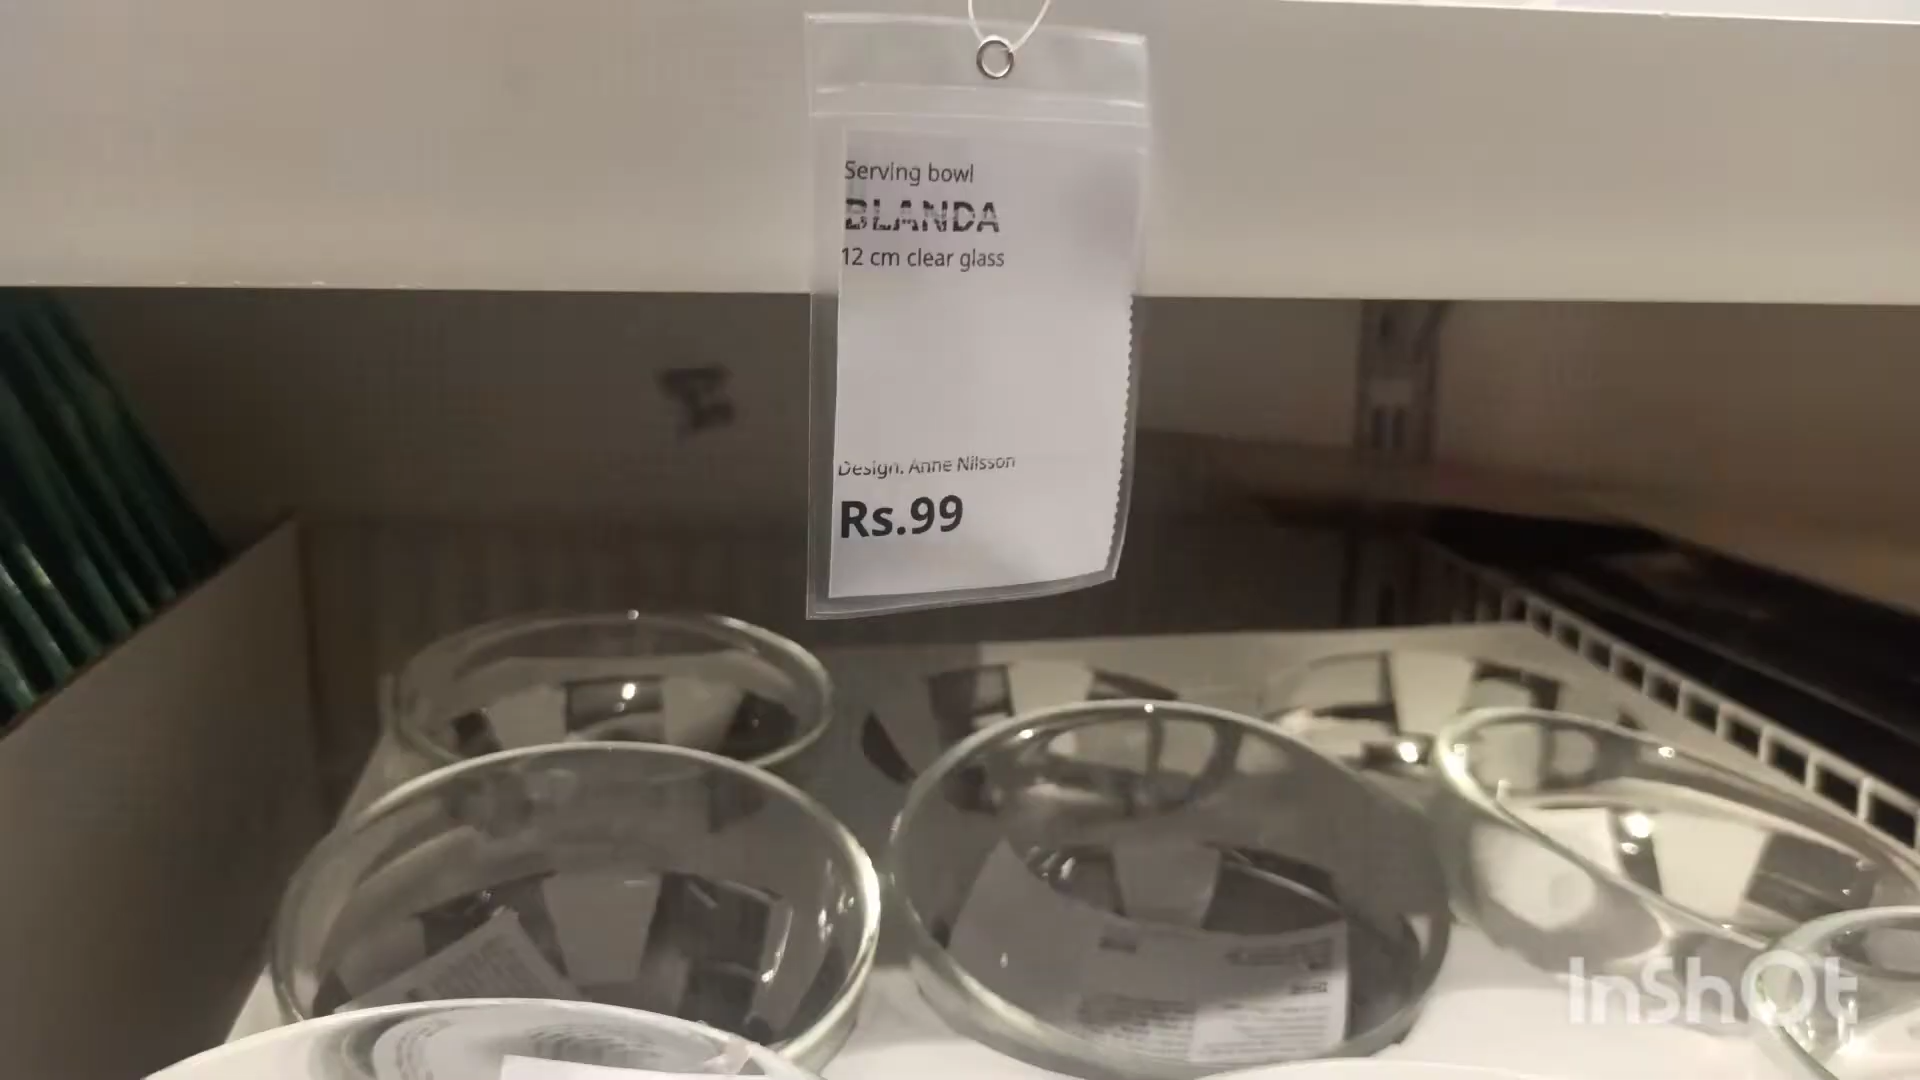 Serving bowl
BLANDA
12 cm clear glass
Design. Anne Nilsson
Rs.99
InShOt